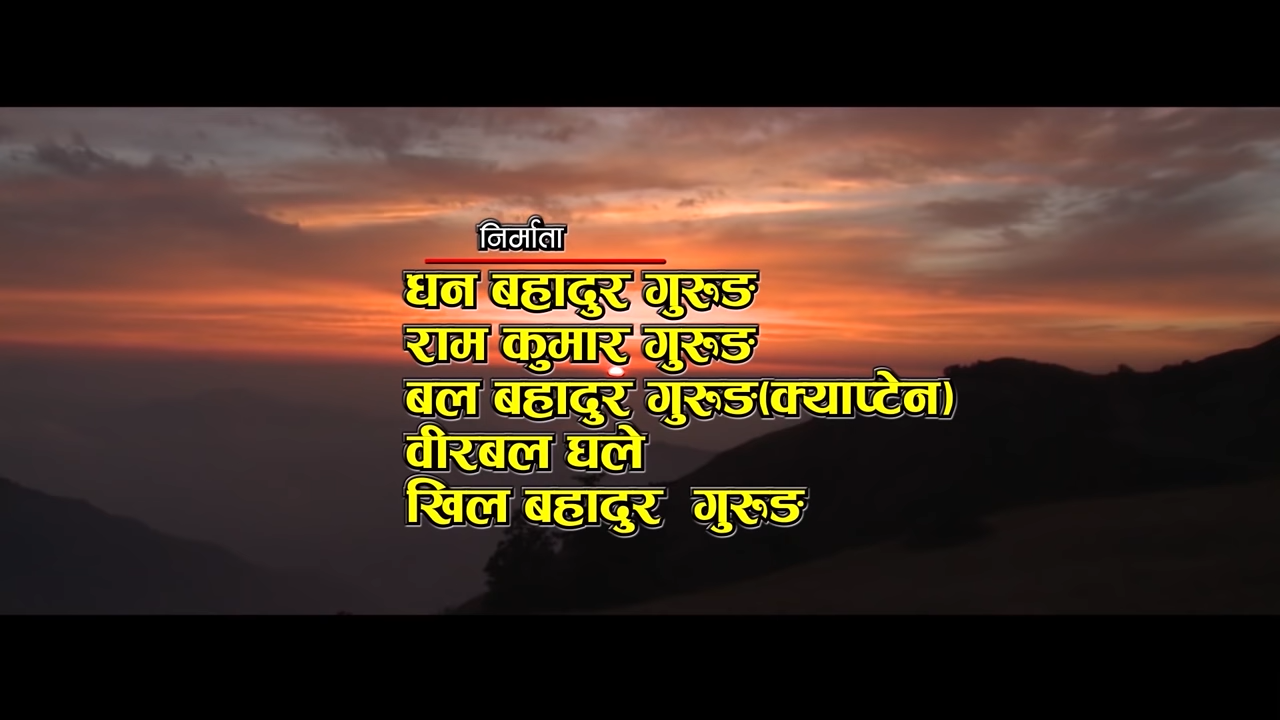 निर्माता
धन बहादुर गुरुङ
राम कुमार गुरुङ
बल बहादुर गुरुङ(क्याप्टेन)
वीरबल घले
खिल बहादुर गुरुङ